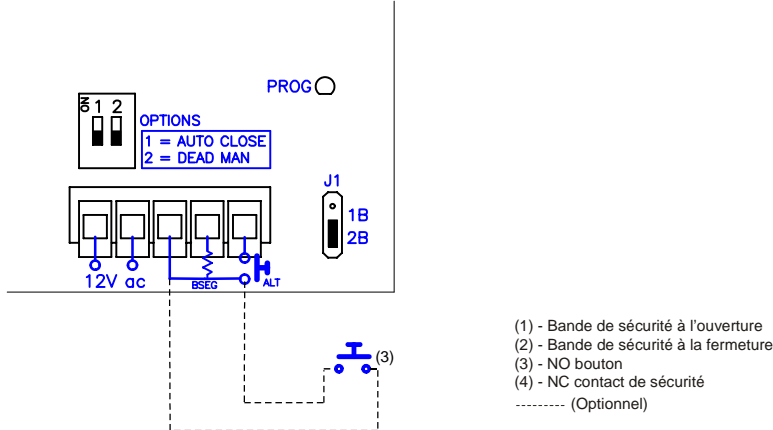 PROG
ON
1 2
OPTIONS
1 = AUTO CLOSE
2 = DEAD MAN
J1
1B
2B
12V ac
BSEG
ALT
(3)
(1) - Bande de sécurité à l'ouverture
(2) - Bande de sécurité à la fermeture
(3) - NO bouton
(4) - NC contact de sécurité
--------- (Optionnel)